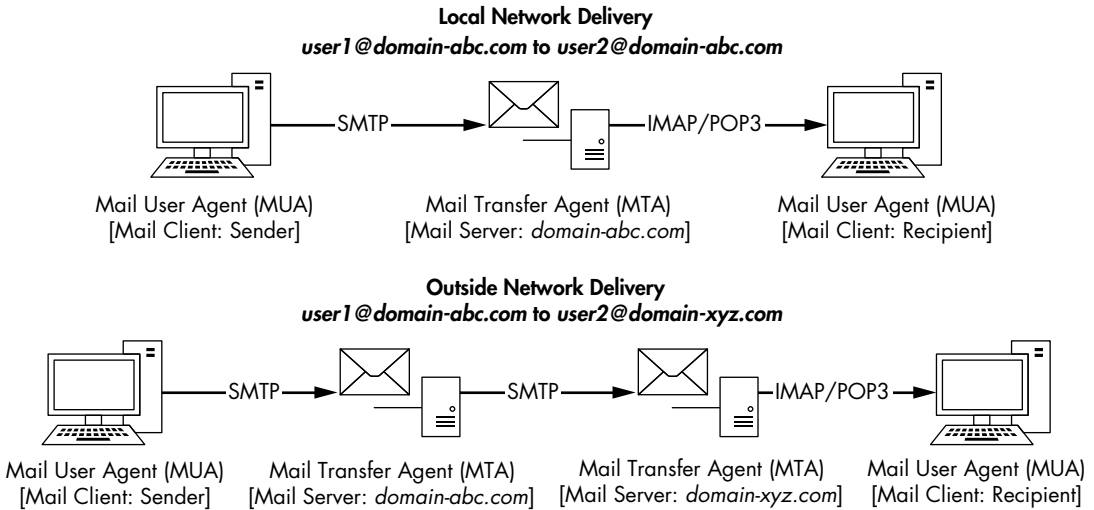 Local Network Delivery
user1@domain-abc.com to user2@domain-abc.com
SMTP
IMAP/POP3
Mail User Agent (MUA)
[Mail Client: Sender]
Mail Transfer Agent (MTA)
[Mail Server: domain-abc.com]
Mail User Agent (MUA)
[Mail Client: Recipient]
Outside Network Delivery
user1@domain-abc.com to user2@domain-xyz.com
SMTP
SMTP
IMAP/POP3
Mail User Agent (MUA)
[Mail Client: Sender]
Mail Transfer Agent (MTA)
[Mail Server: domain-abc.com]
Mail Transfer Agent (MTA)
[Mail Server: domain-xyz.com]
Mail User Agent (MUA)
[Mail Client: Recipient]